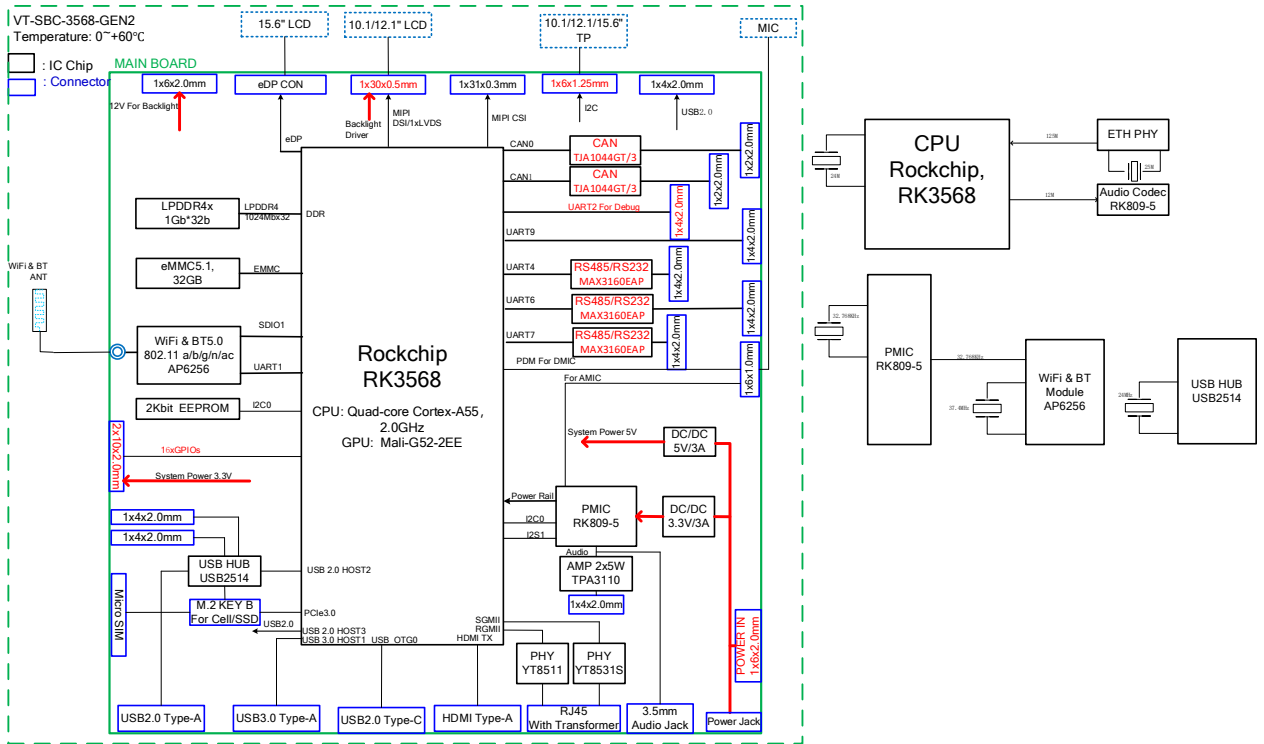 VT-SBC-3568-GEN2
Temperature: 0~+60℃
: IC Chip
: Connector
MAIN BOARD
15.6" LCD
10.1/12.1" LCD
10.1/12.1/15.6"
TP
MIC
1x6x2.0mm
eDP CON
1x30x0.5mm
1x31x0.3mm
1x6x1.25mm
1x4x2.0mm
12V For Backlight
eDP
Backlight
Driver
MIPI
DSI/1xLVDS
MIPI CSI
I2C
USB2.0
CAN0
CAN
TJA1044GT/3
1x2x2.0mm
CAN1
CAN
TJA1044GT/3
1x2x2.0mm
UART2 For Debug
1x4x2.0mm
UART9
1x4x2.0mm
UART4
RS485/RS232
MAX3160EAP
1x4x2.0mm
UART6
RS485/RS232
MAX3160EAP
1x4x2.0mm
UART7
RS485/RS232
MAX3160EAP
1x4x2.0mm
PDM For DMIC
For AMIC
1x6x1.0mm
LPDDR4x
1Gb*32b
LPDDR4
1024Mbx32
DDR
eMMC5.1,
32GB
EMMC
WiFi & BT
ANT
WiFi & BT5.0
802.11 a/b/g/n/ac
AP6256
SDIO1
UART1
2Kbit EEPROM
I2C0
2x10x2.0mm
16xGPIOs
System Power 3.3V
Rockchip
RK3568
CPU: Quad-core Cortex-A55,
2.0GHz
GPU: Mali-G52-2EE
System Power 5V
DC/DC
5V/3A
Power Rail
I2C0
I2S1
PMIC
RK809-5
DC/DC
3.3V/3A
Audio
AMP 2x5W
TPA3110
1x4x2.0mm
1x4x2.0mm
1x4x2.0mm
USB HUB
USB2514
USB 2.0 HOST2
Micro SIM
M.2 KEY B
For Cell/SSD
PCIe3.0
USB2.0
USB 2.0 HOST3
USB 3.0 HOST1
USB_OTG0
HDMI TX
SGMII
RGMII
PHY
YT8511
PHY
YT8531S
POWER IN
1x6x2.0mm
USB2.0 Type-A
USB3.0 Type-A
USB2.0 Type-C
HDMI Type-A
RJ45
With Transformer
3.5mm
Audio Jack
Power Jack
CPU
Rockchip,
RK3568
24M
125M
12M
ETH PHY
25M
Audio Codec
RK809-5
32.768KHz
PMIC
RK809-5
32.768KHz
37.4MHz
WiFi & BT
Module
AP6256
24MHz
USB HUB
USB2514